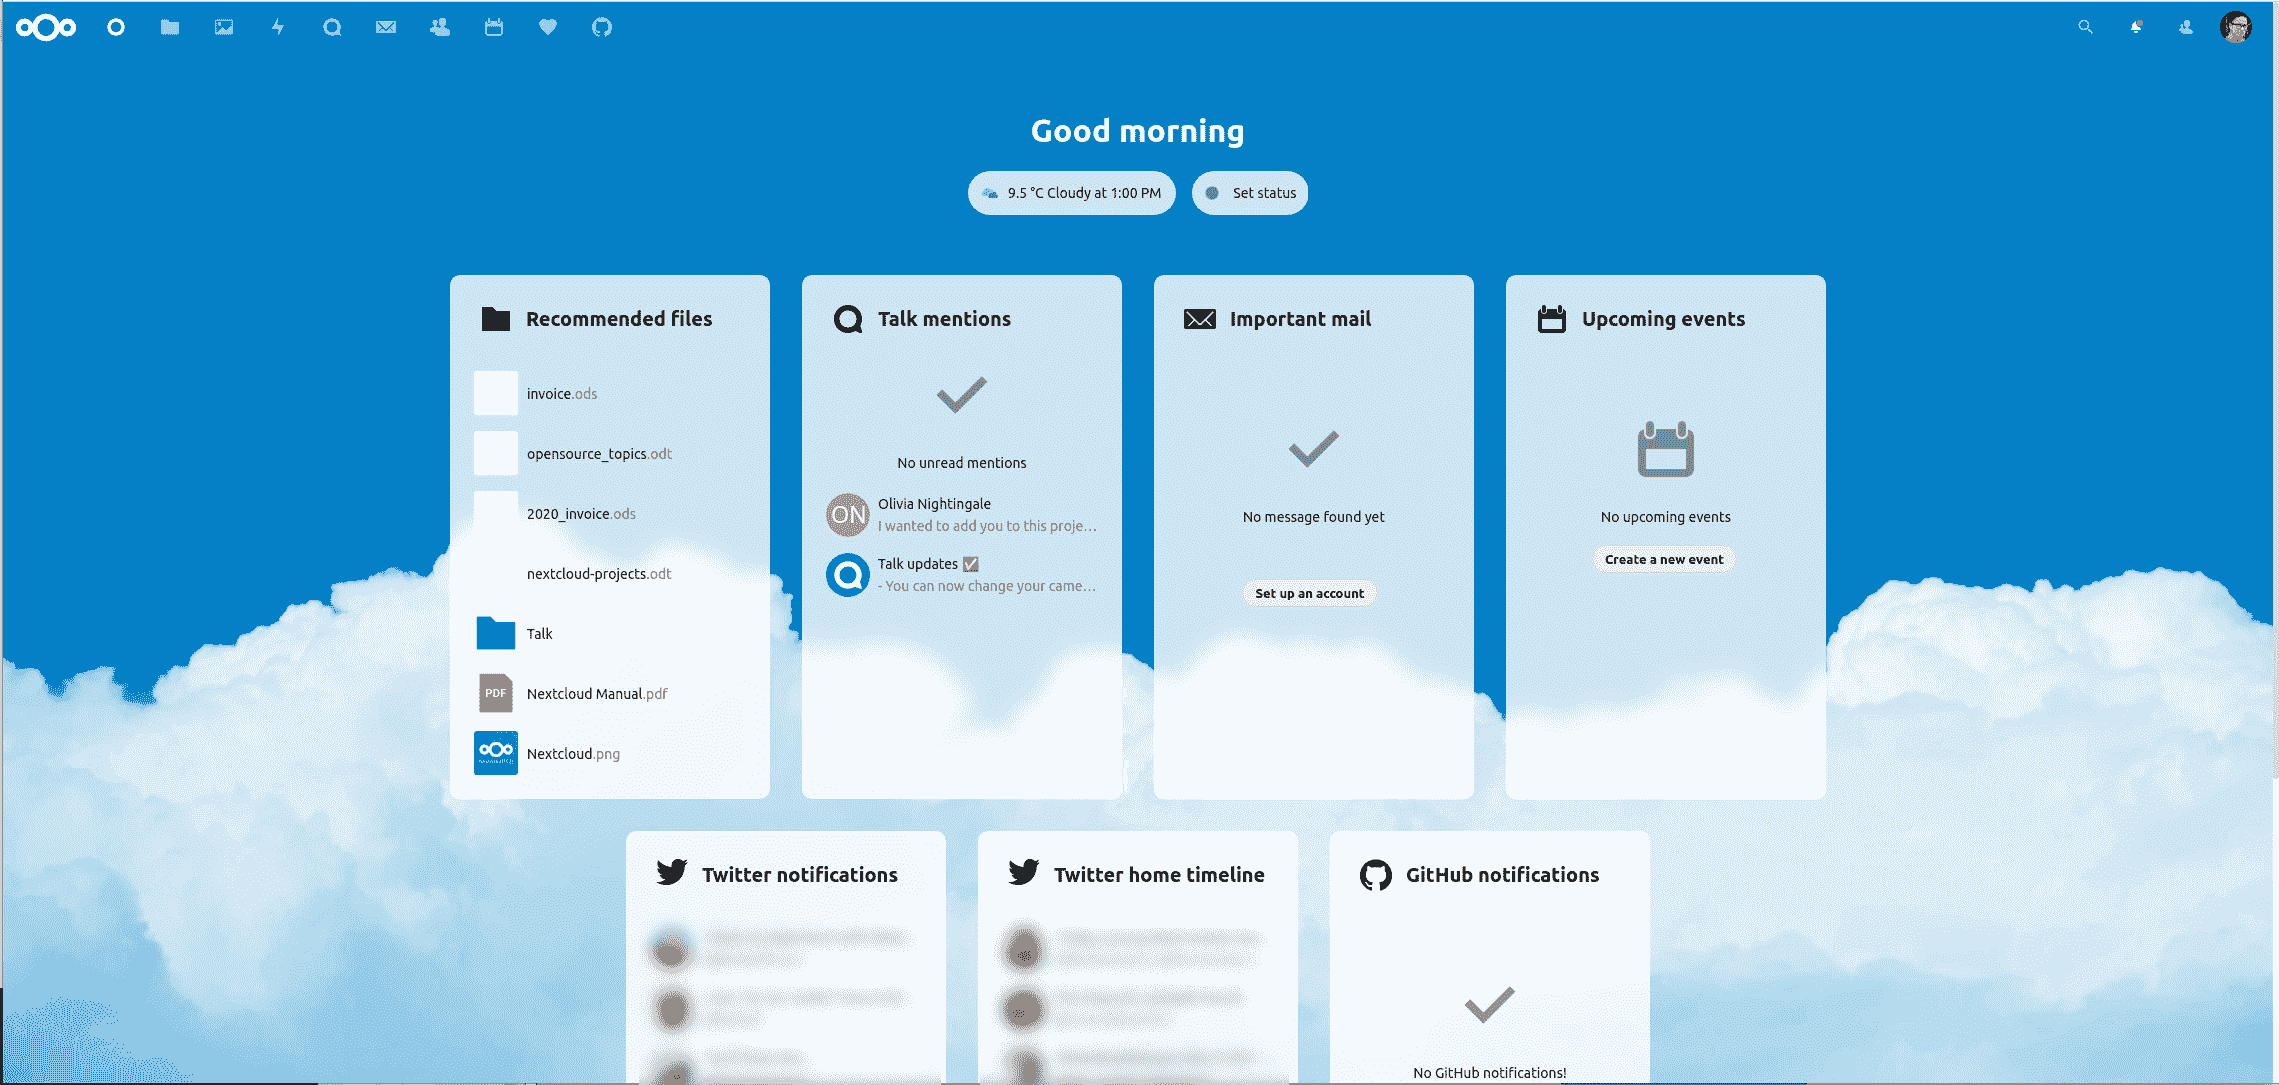 Good morning
9.5 °C Cloudy at 1:00 PM
Set status
Recommended files
invoice.ods
opensource_topics.odt
2020_invoice.ods
nextcloud-projects.odt
Talk
PDF
Nextcloud Manual.pdf
Nextcloud.png
Talk mentions
No unread mentions
ON
Olivia Nightingale
I wanted to add you to this proje…
Talk updates ☑
- You can now change your came…
Important mail
No message found yet
Set up an account
Upcoming events
No upcoming events
Create a new event
Twitter notifications
Twitter home timeline
GitHub notifications
No GitHub notifications!